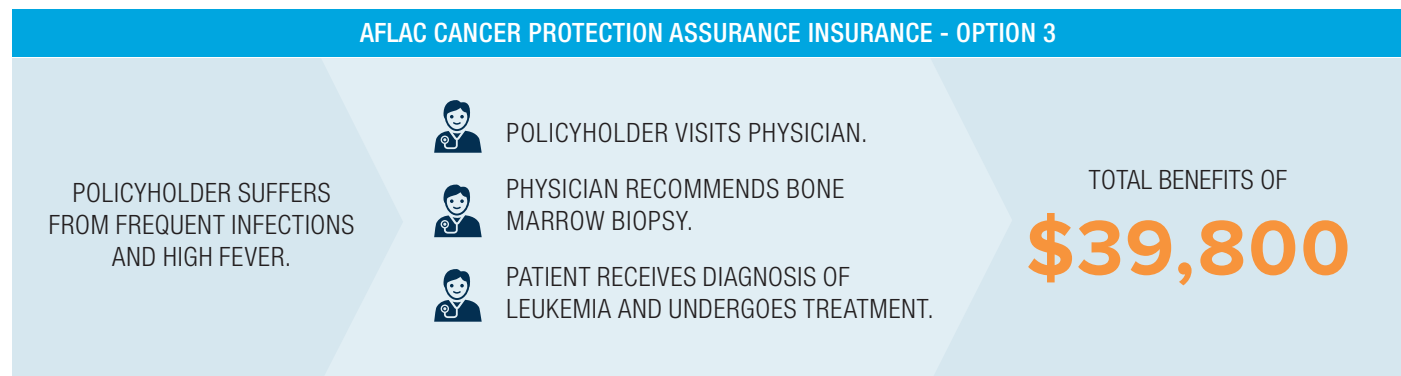 AFLAC CANCER PROTECTION ASSURANCE INSURANCE - OPTION 3
POLICYHOLDER SUFFERS
FROM FREQUENT INFECTIONS
AND HIGH FEVER.
POLICYHOLDER VISITS PHYSICIAN.
PHYSICIAN RECOMMENDS BONE
MARROW BIOPSY.
PATIENT RECEIVES DIAGNOSIS OF
LEUKEMIA AND UNDERGOES TREATMENT.
TOTAL BENEFITS OF
$39,800